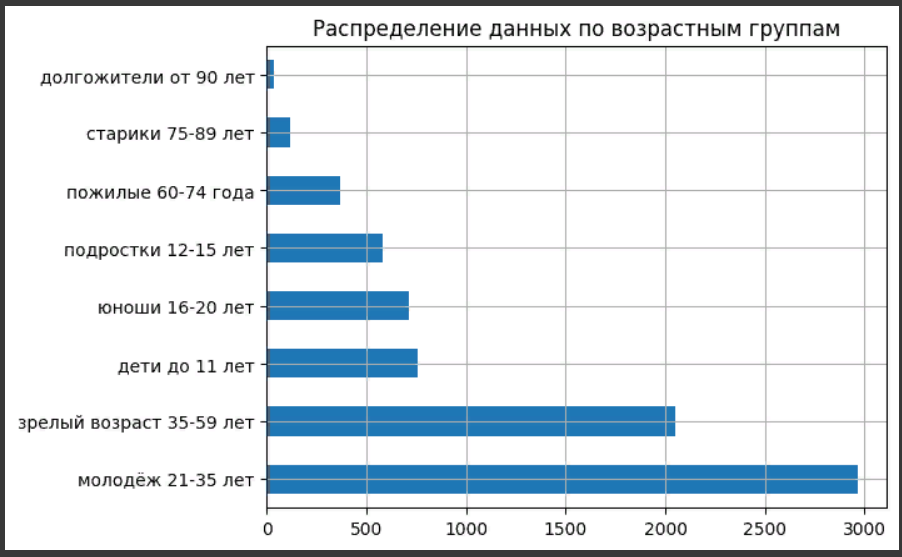 Распределение данных по возрастным группам
долгожители от 90 лет
старики 75-89 лет
пожилые 60-74 года
подростки 12-15 лет
юноши 16-20 лет
дети до 11 лет
зрелый возраст 35-59 лет
молодёж 21-35 лет
0 500 1000 1500 2000 2500 3000